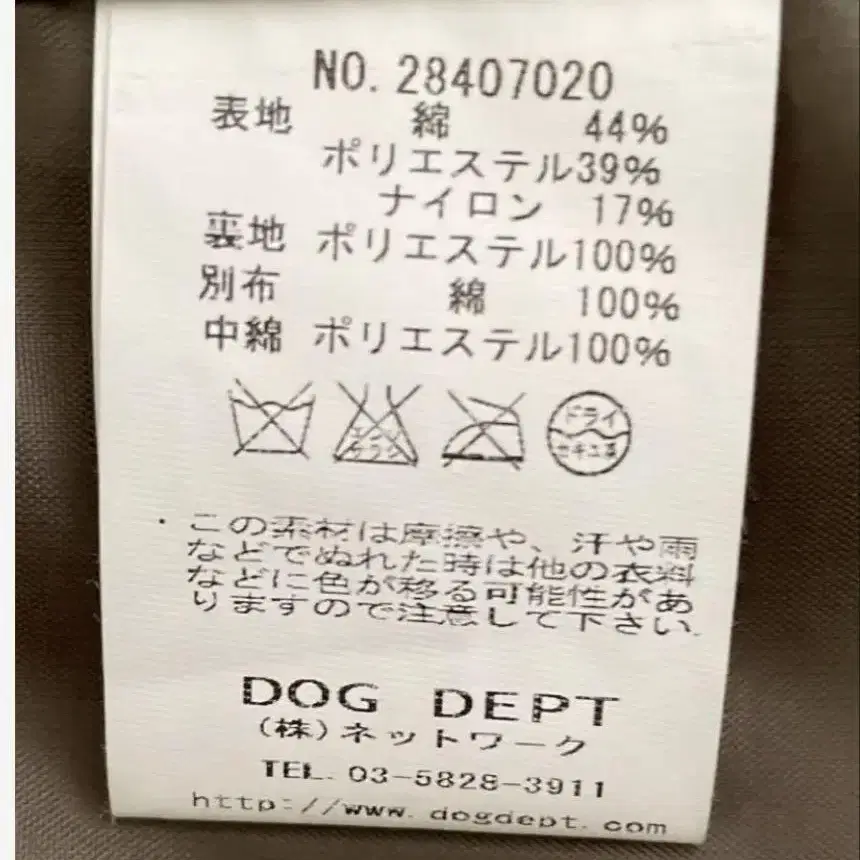 NO. 28407020
表地 綿 44%
ポリエステル39%
ナイロン 17%
裏地 ポリエステル100%
別布 綿 100%
中綿 ポリエステル100%
エンソ
サラシ
ドライ
セキユ系
・この素材は摩擦や、汗や雨
などでぬれた時は他の衣料
などに色が移る可能性があ
りますので注意して下さい.
DOG DEPT
(株)ネットワーク
TEL. 03-5828-3911
http://www.dogdept.com